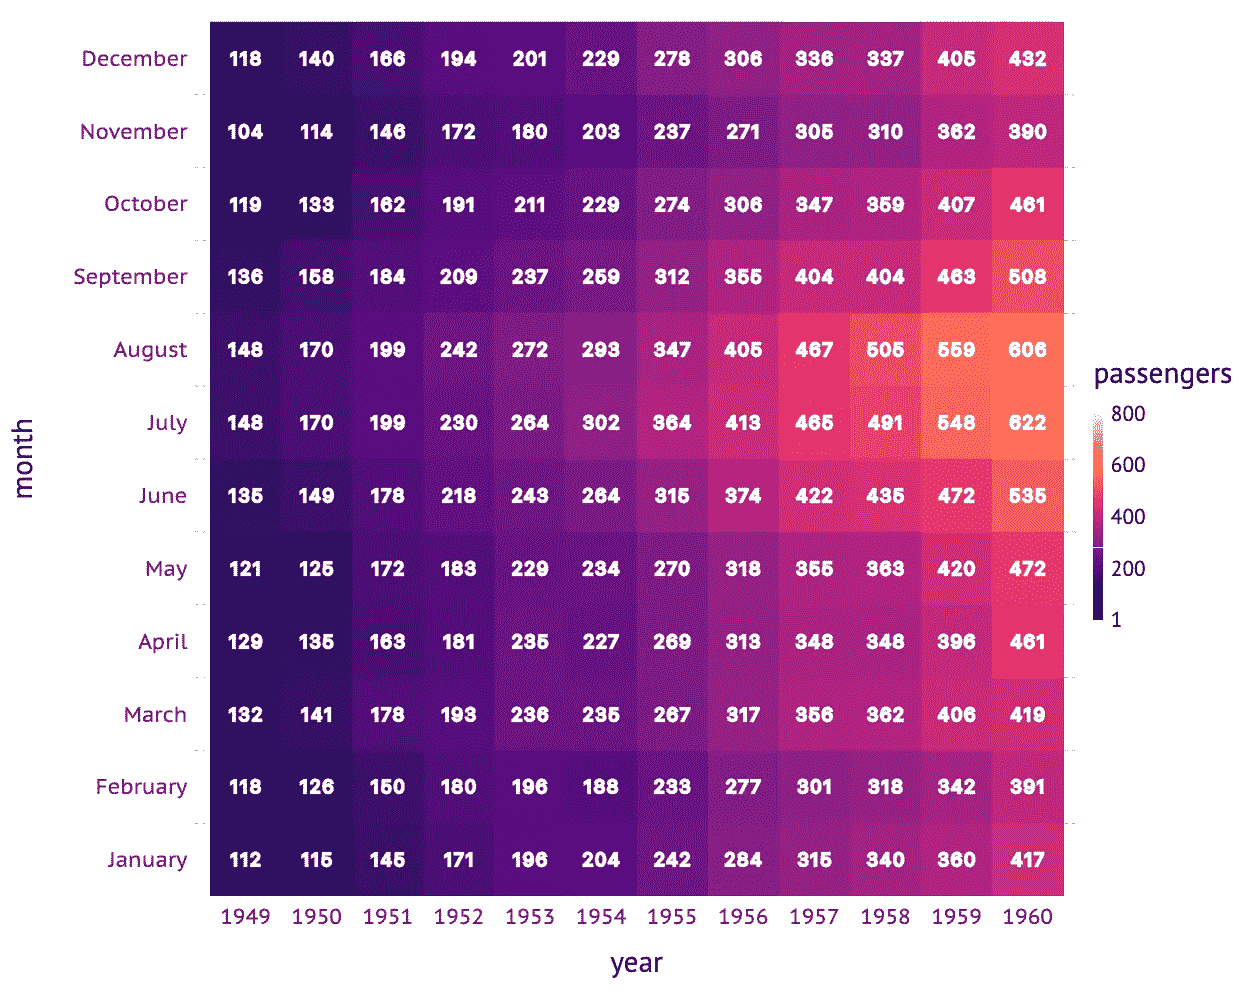 December 118 140 166 194 201 229 278 306 336 337 405 432
November 104 114 146 172 180 203 237 271 305 310 362 390
October 119 133 162 191 211 229 274 306 347 359 407 461
September 136 158 184 209 237 259 312 355 404 404 463 508
August 148 170 199 242 272 293 347 405 467 505 559 606
July 148 170 199 230 264 302 364 413 465 491 548 622
June 135 149 178 218 243 264 315 374 422 435 472 535
May 121 125 172 183 229 234 270 318 355 363 420 472
April 129 135 163 181 235 227 269 313 348 348 396 461
March 132 141 178 193 236 235 267 317 356 362 406 419
February 118 126 150 180 196 188 233 277 301 318 342 391
January 112 115 145 171 196 204 242 284 315 340 360 417
1949 1950 1951 1952 1953 1954 1955 1956 1957 1958 1959 1960
year
month
passengers
800
600
400
200
1